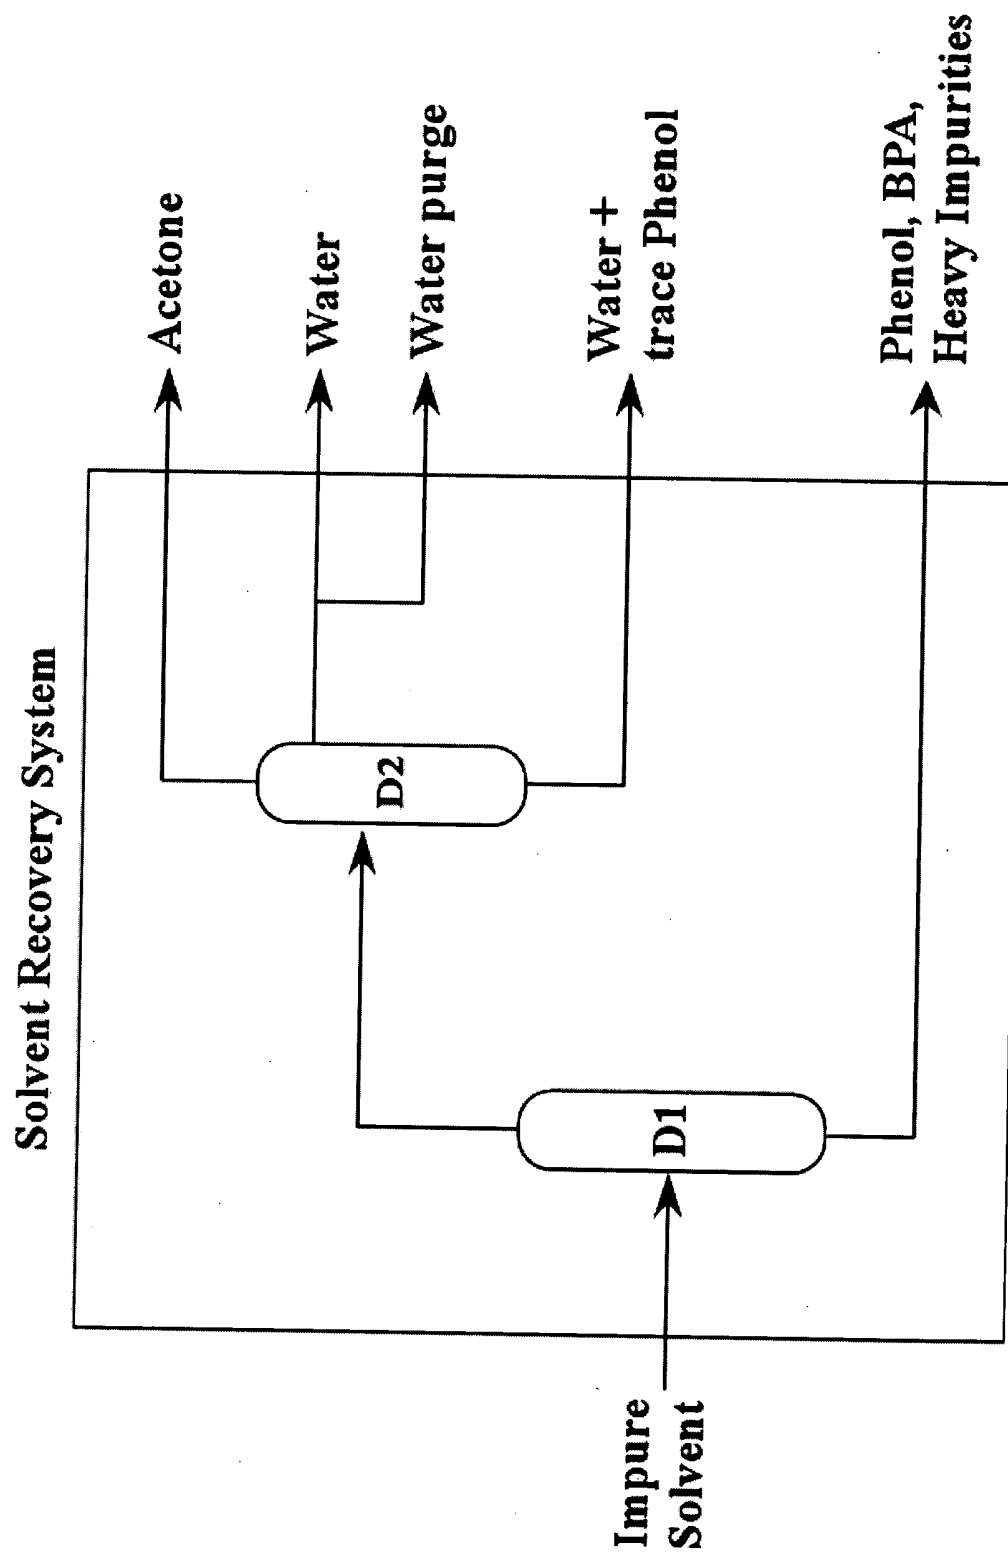 Solvent Recovery System
Acetone
Water
Water purge
D2
Water +
trace Phenol
D1
Impure
Solvent
Phenol, BPA,
Heavy Impurities